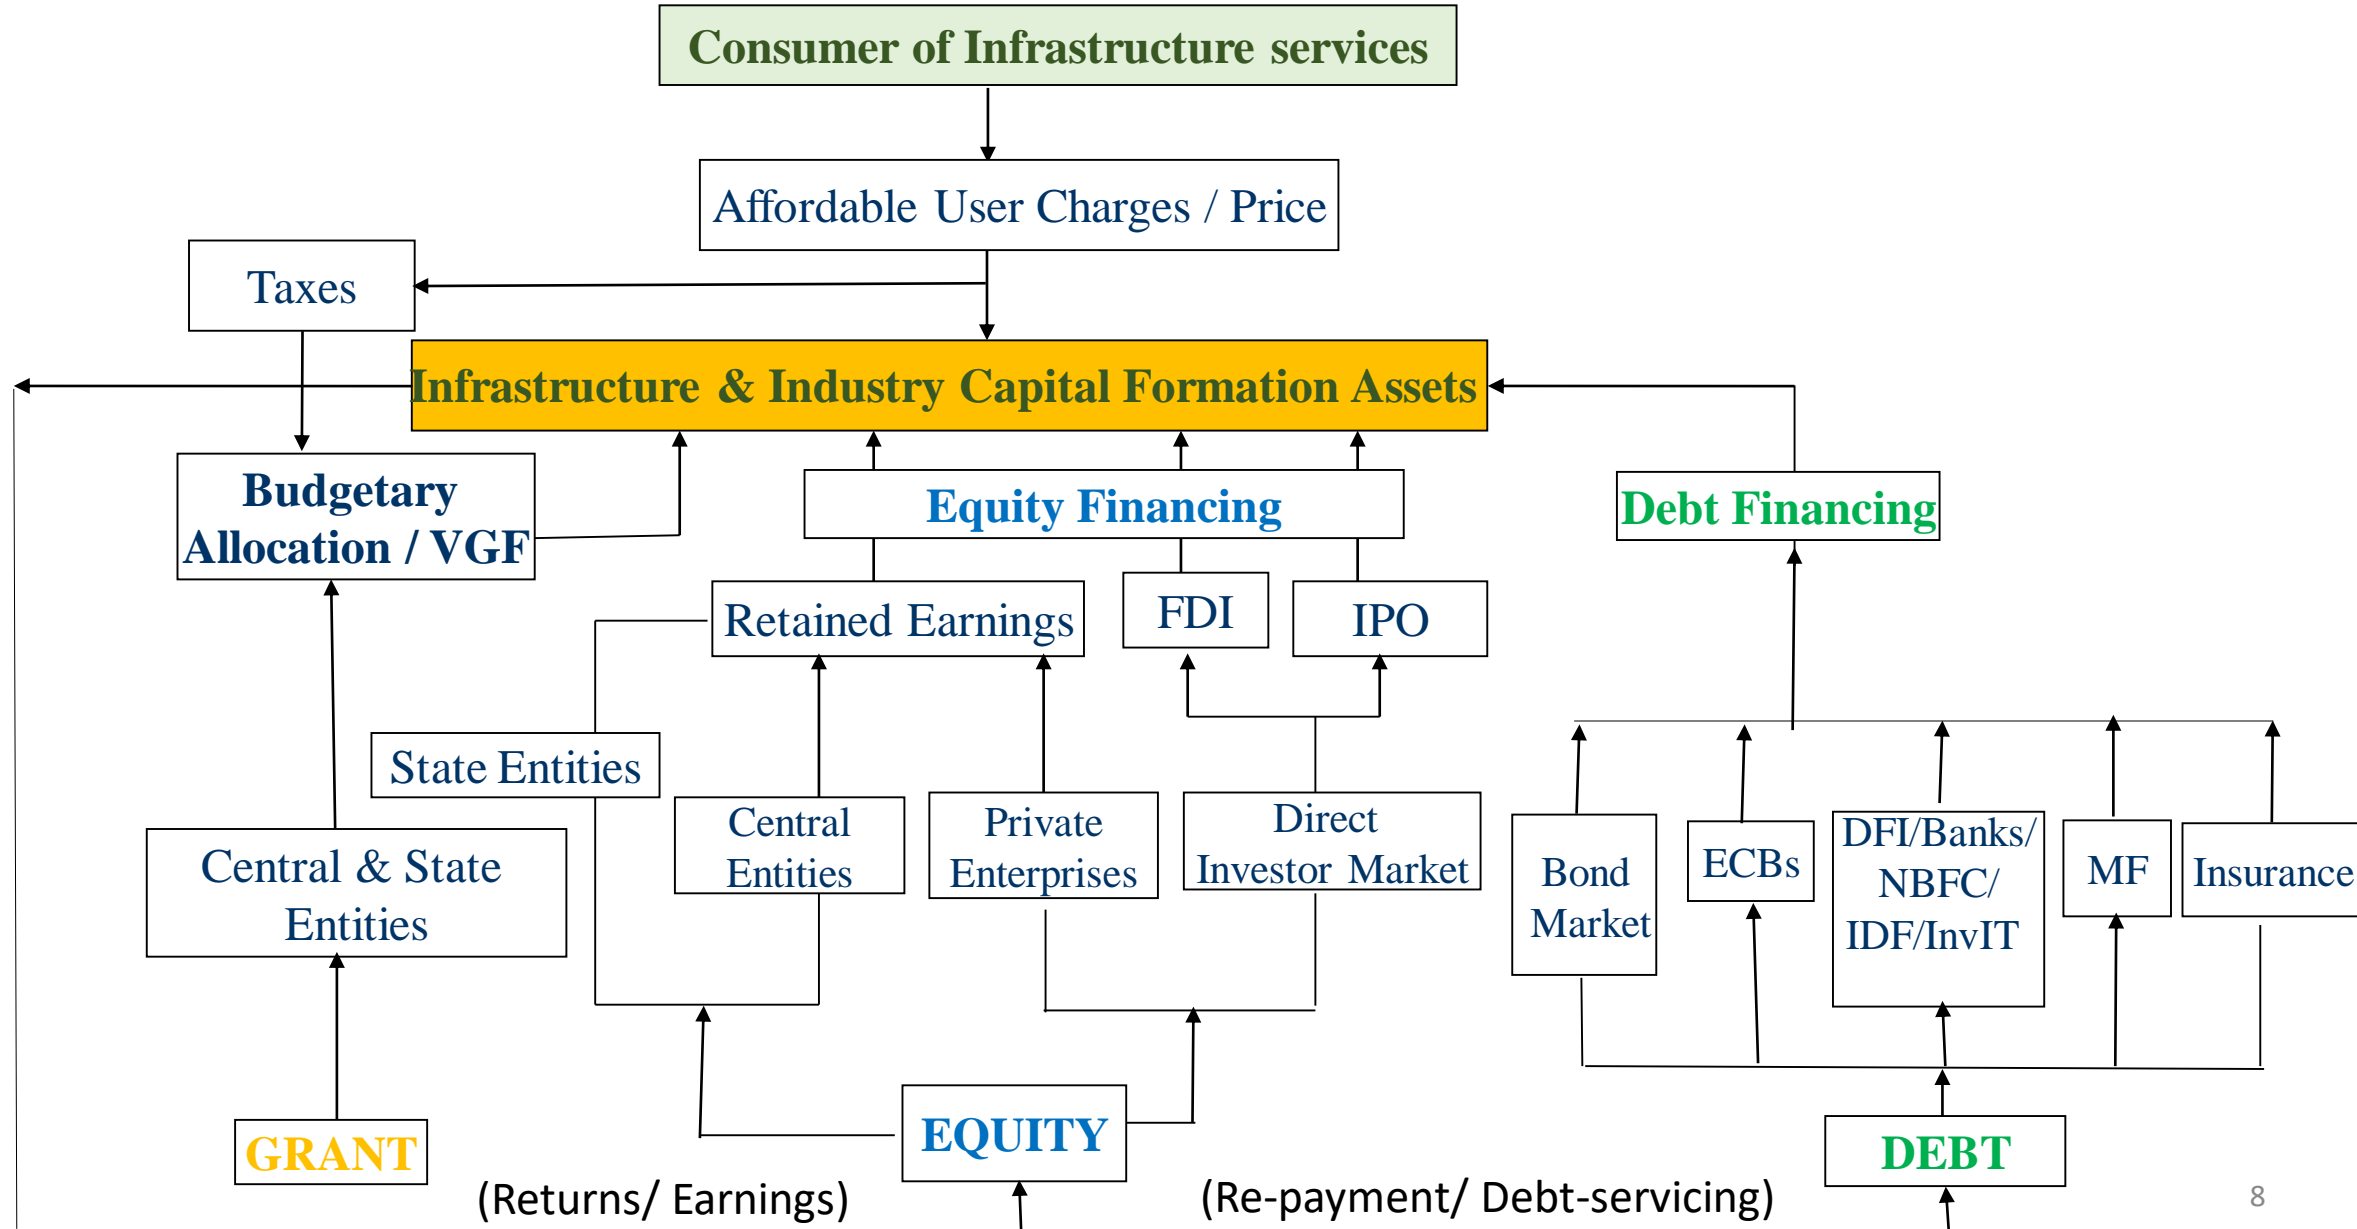 Consumer of Infrastructure services
Affordable User Charges / Price
Taxes
Infrastructure & Industry Capital Formation Assets
Budgetary
Allocation / VGF
Equity Financing
Debt Financing
Retained Earnings
FDI
IPO
State Entities
Central & State
Entities
Central
Entities
Private
Enterprises
Direct
Investor Market
Bond
Market
ECBs
DFI/Banks/
NBFC/
IDF/InvIT
MF
Insurance
GRANT
EQUITY
DEBT
(Returns/ Earnings)
(Re-payment/ Debt-servicing)
8